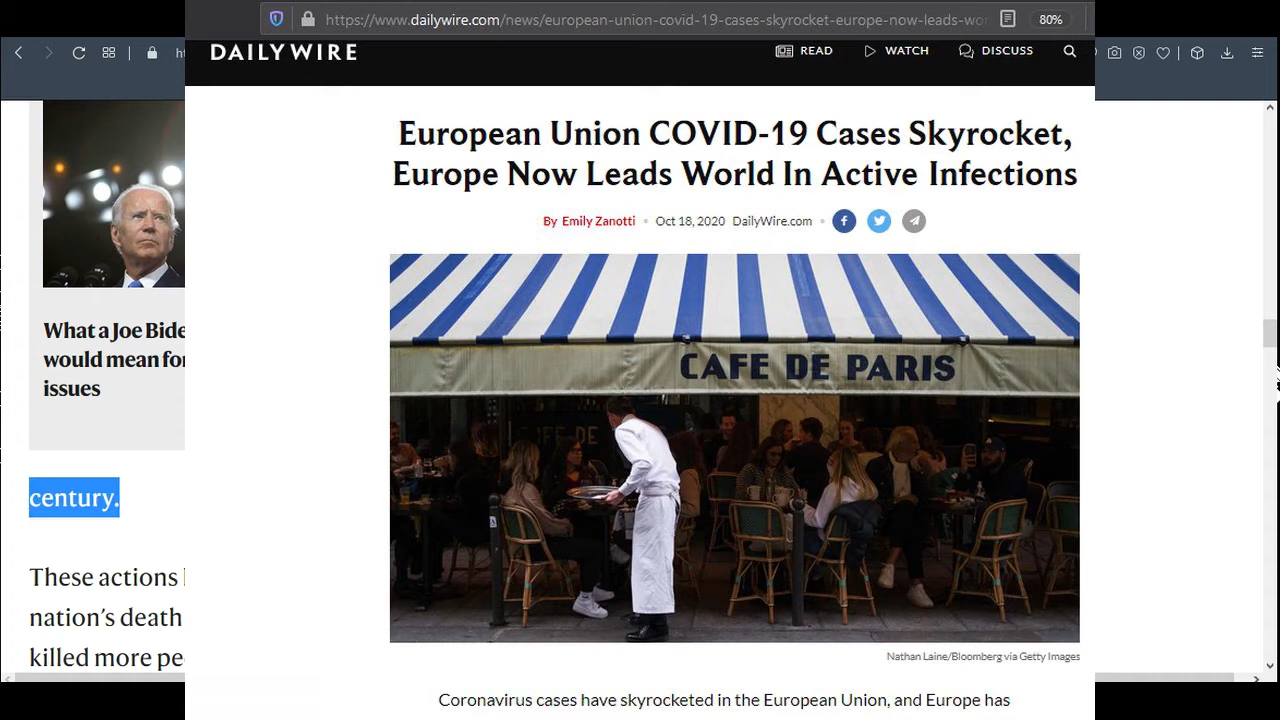 https://www.dailywire.com/news/european-union-covid-19-cases-skyrocket-europe-now-leads-wor
80%
DAILYWIRE
READ
WATCH
DISCUSS
European Union COVID-19 Cases Skyrocket,
Europe Now Leads World In Active Infections
By Emily Zanotti
Oct 18, 2020 DailyWire.com
CAFE DE PARIS
CAFE DE
Nathan Laine/Bloomberg via Getty Images
Coronavirus cases have skyrocketed in the European Union, and Europe has
What a Joe Bide
would mean for
issues
century.
These actions
nation's death
killed more pe